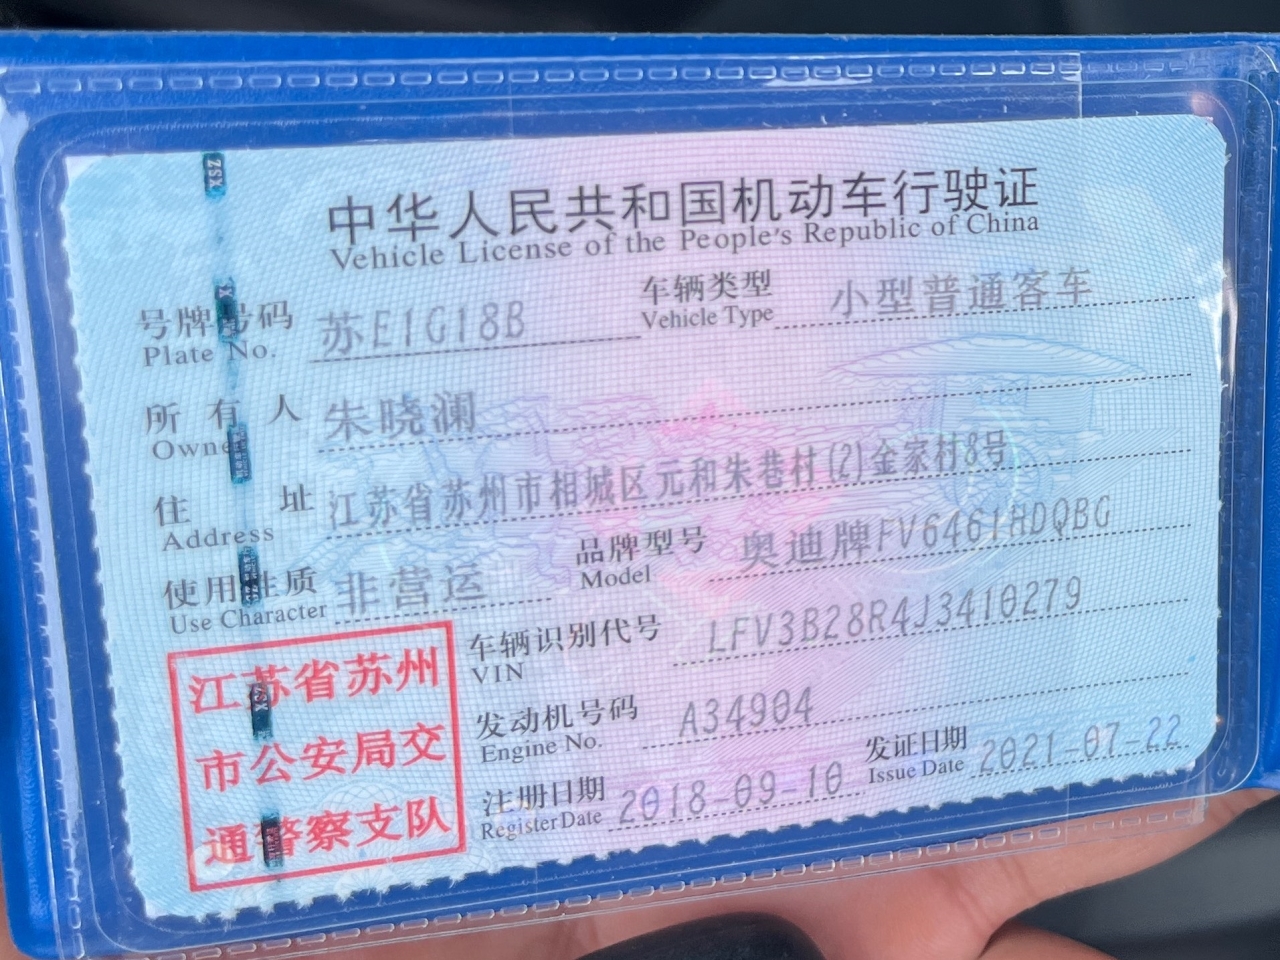 中华人民共和国机动车行驶证
Vehicle License of the People's Republic of China
号牌号码 苏E1G18B 车辆类型 小型普通客车
Plate No. Vehicle Type
所有人 朱晓澜
Owner
住址 江苏省苏州市相城区元和朱巷村(2)金家村8号
Address
使用性质 非营运 品牌型号 奥迪牌FV6461HDQBG
Use Character Model
车辆识别代号 LFV3B28R4J3410279
VIN
发动机号码 A34904
Engine No.
注册日期 2018-09-10 发证日期 2021-07-22
Register Date Issue Date
江苏省苏州
市公安局交
通警察支队
XSZ